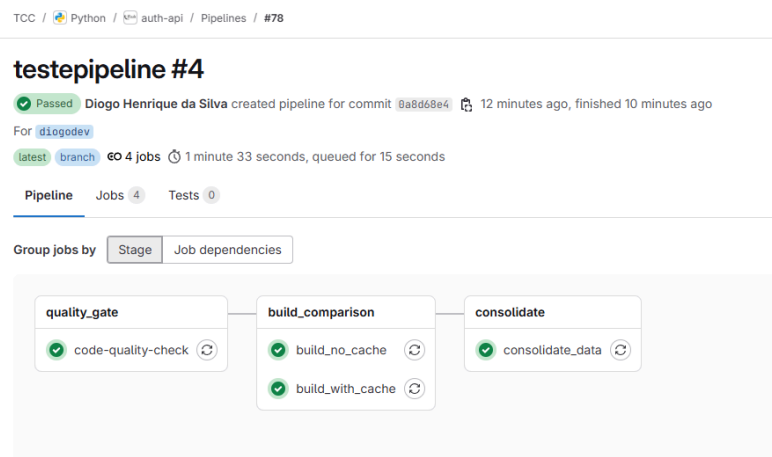 TCC / Python / auth-api / Pipelines / #78
testepipeline #4
Passed Diogo Henrique da Silva created pipeline for commit 0a8d68e4 12 minutes ago, finished 10 minutes ago
For diogodev
latest branch 4 jobs 1 minute 33 seconds, queued for 15 seconds
Pipeline Jobs 4 Tests 0
Group jobs by Stage Job dependencies
quality_gate build_comparison consolidate
code-quality-check build_no_cache consolidate_data
build_with_cache